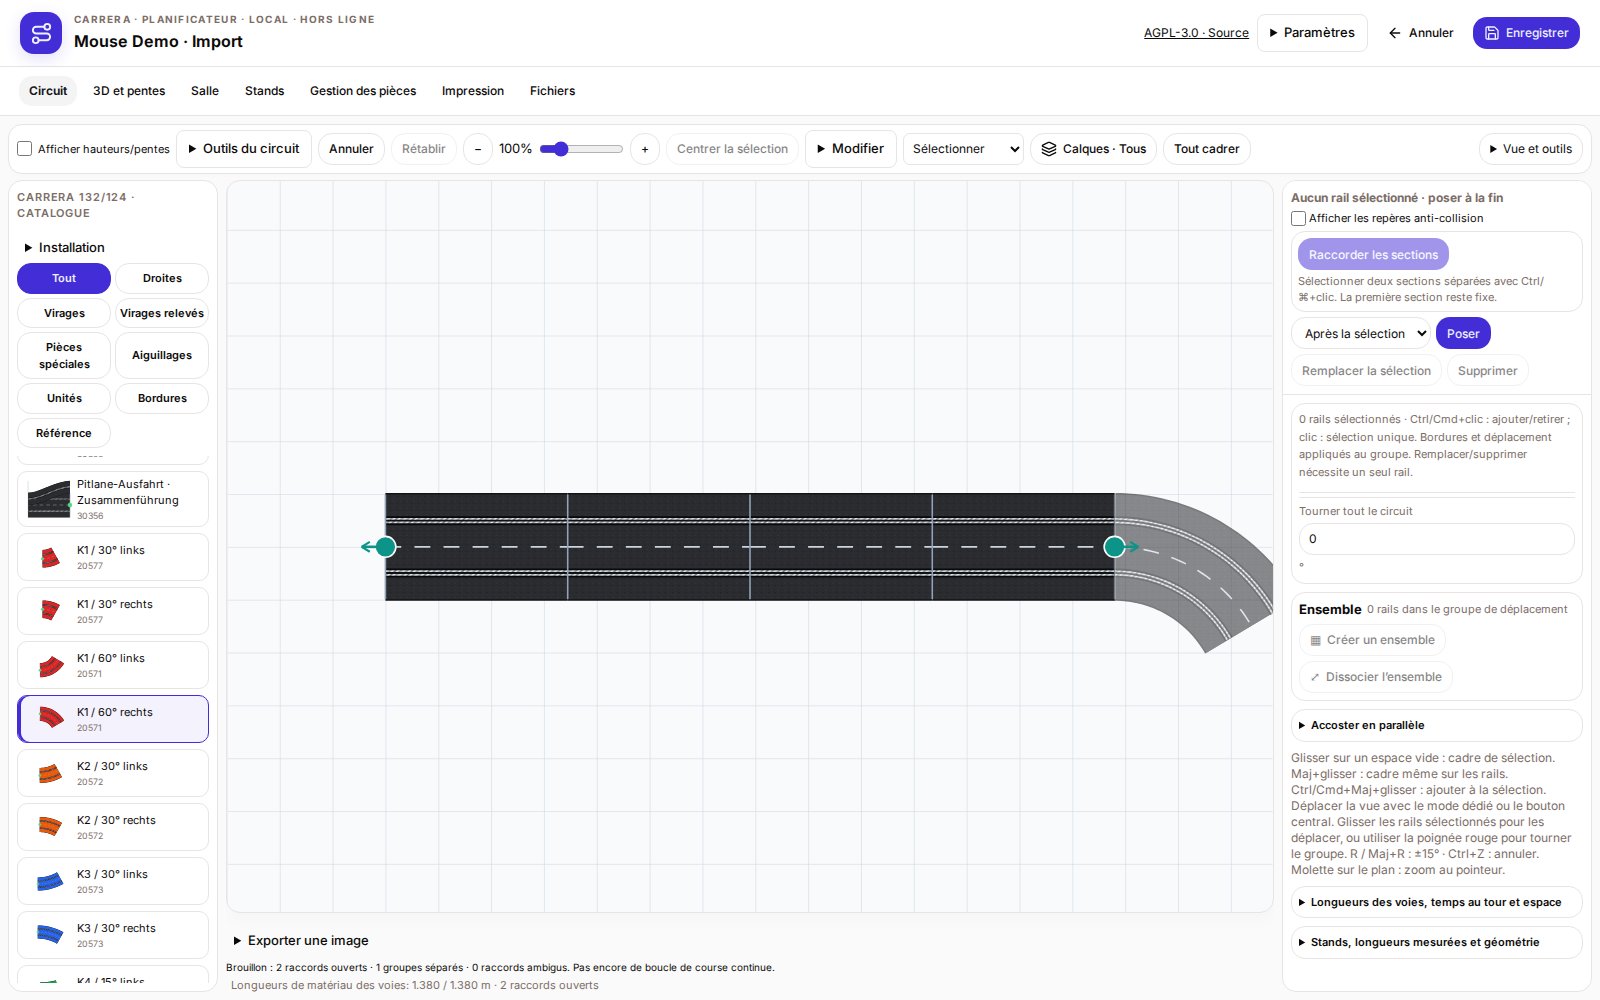 CARRERA · PLANIFICATEUR · LOCAL · HORS LIGNE
Mouse Demo · Import
AGPL-3.0 · Source
Paramètres
Annuler
Enregistrer
Circuit
3D et pentes
Salle
Stands
Gestion des pièces
Impression
Fichiers
Afficher hauteurs/pentes
Outils du circuit
Annuler
Rétablir
−
100%
+
Centrer la sélection
Modifier
Sélectionner
Calques · Tous
Tout cadrer
Vue et outils
CARRERA 132/124 ·
CATALOGUE
Installation
Tout
Droites
Virages
Virages relevés
Pièces
spéciales
Aiguillages
Unités
Bordures
Référence
Pitlane-Ausfahrt ·
Zusammenführung
30356
K1 / 30° links
20577
K1 / 30° rechts
20577
K1 / 60° links
20571
K1 / 60° rechts
20571
K2 / 30° links
20572
K2 / 30° rechts
20572
K3 / 30° links
20573
K3 / 30° rechts
20573
K4 / 15° links
Exporter une image
Brouillon : 2 raccords ouverts · 1 groupes séparés · 0 raccords ambigus. Pas encore de boucle de course continue.
Longueurs de matériau des voies: 1.380 / 1.380 m · 2 raccords ouverts
Aucun rail sélectionné · poser à la fin
Afficher les repères anti-collision
Raccorder les sections
Sélectionner deux sections séparées avec Ctrl/
⌘+clic. La première section reste fixe.
Après la sélection
Poser
Remplacer la sélection
Supprimer
0 rails sélectionnés · Ctrl/Cmd+clic : ajouter/retirer ;
clic : sélection unique. Bordures et déplacement
appliqués au groupe. Remplacer/supprimer
nécessite un seul rail.
Tourner tout le circuit
0
°
Ensemble 0 rails dans le groupe de déplacement
Créer un ensemble
Dissocier l’ensemble
Accoster en parallèle
Glisser sur un espace vide : cadre de sélection.
Maj+glisser : cadre même sur les rails.
Ctrl/Cmd+Maj+glisser : ajouter à la sélection.
Déplacer la vue avec le mode dédié ou le bouton
central. Glisser les rails sélectionnés pour les
déplacer, ou utiliser la poignée rouge pour tourner
le groupe. R / Maj+R : ±15° · Ctrl+Z : annuler.
Molette sur le plan : zoom au pointeur.
Longueurs des voies, temps au tour et espace
Stands, longueurs mesurées et géométrie